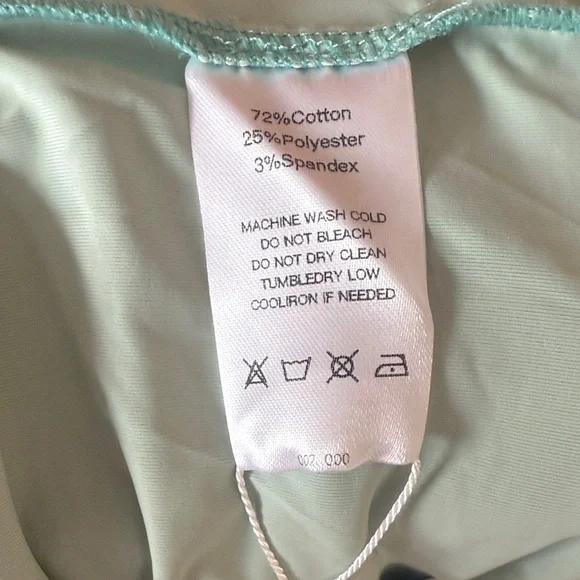 72%Cotton
25%Polyester
3%Spandex
MACHINE WASH COLD
DO NOT BLEACH
DO NOT DRY CLEAN
TUMBLEDRY LOW
COOLIRON IF NEEDED